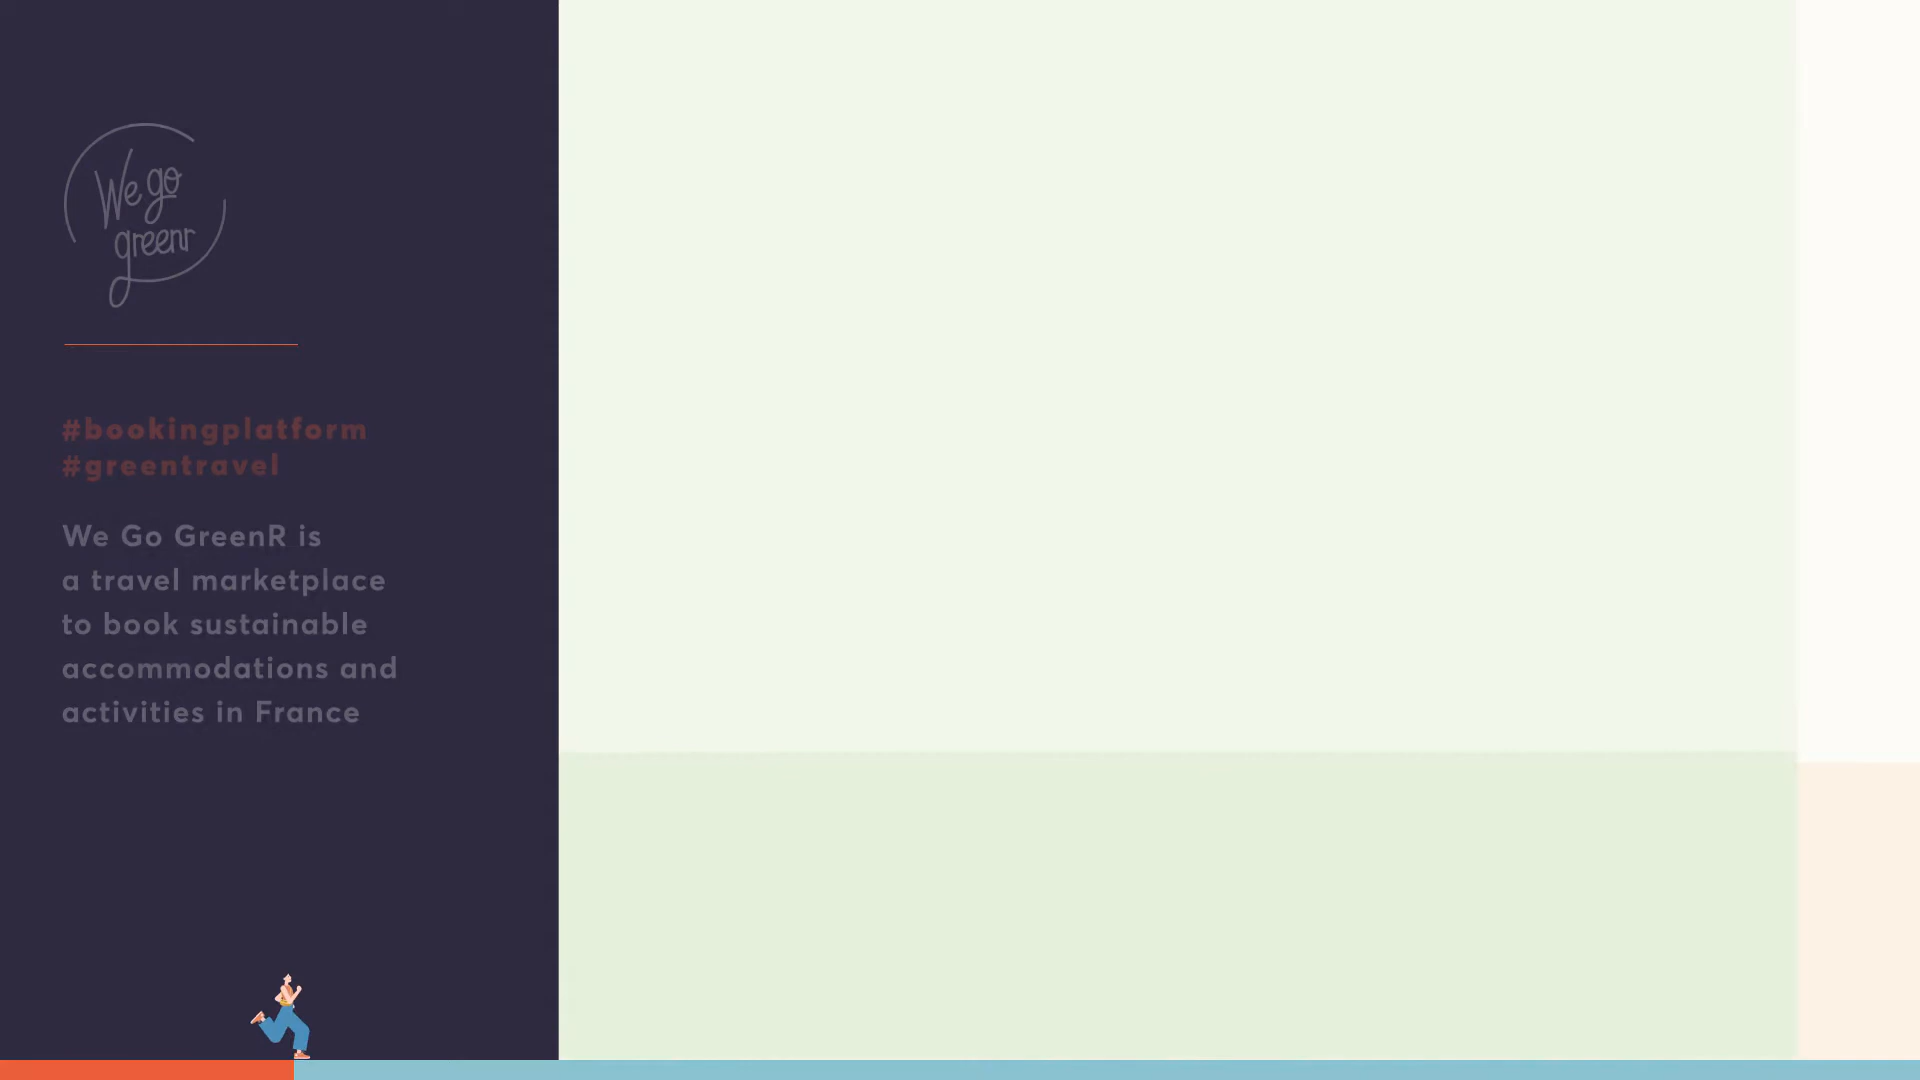 We go
greenr
#bookingplatform
#greentravel
We Go GreenR is
a travel marketplace
to book sustainable
accommodations and
activities in France